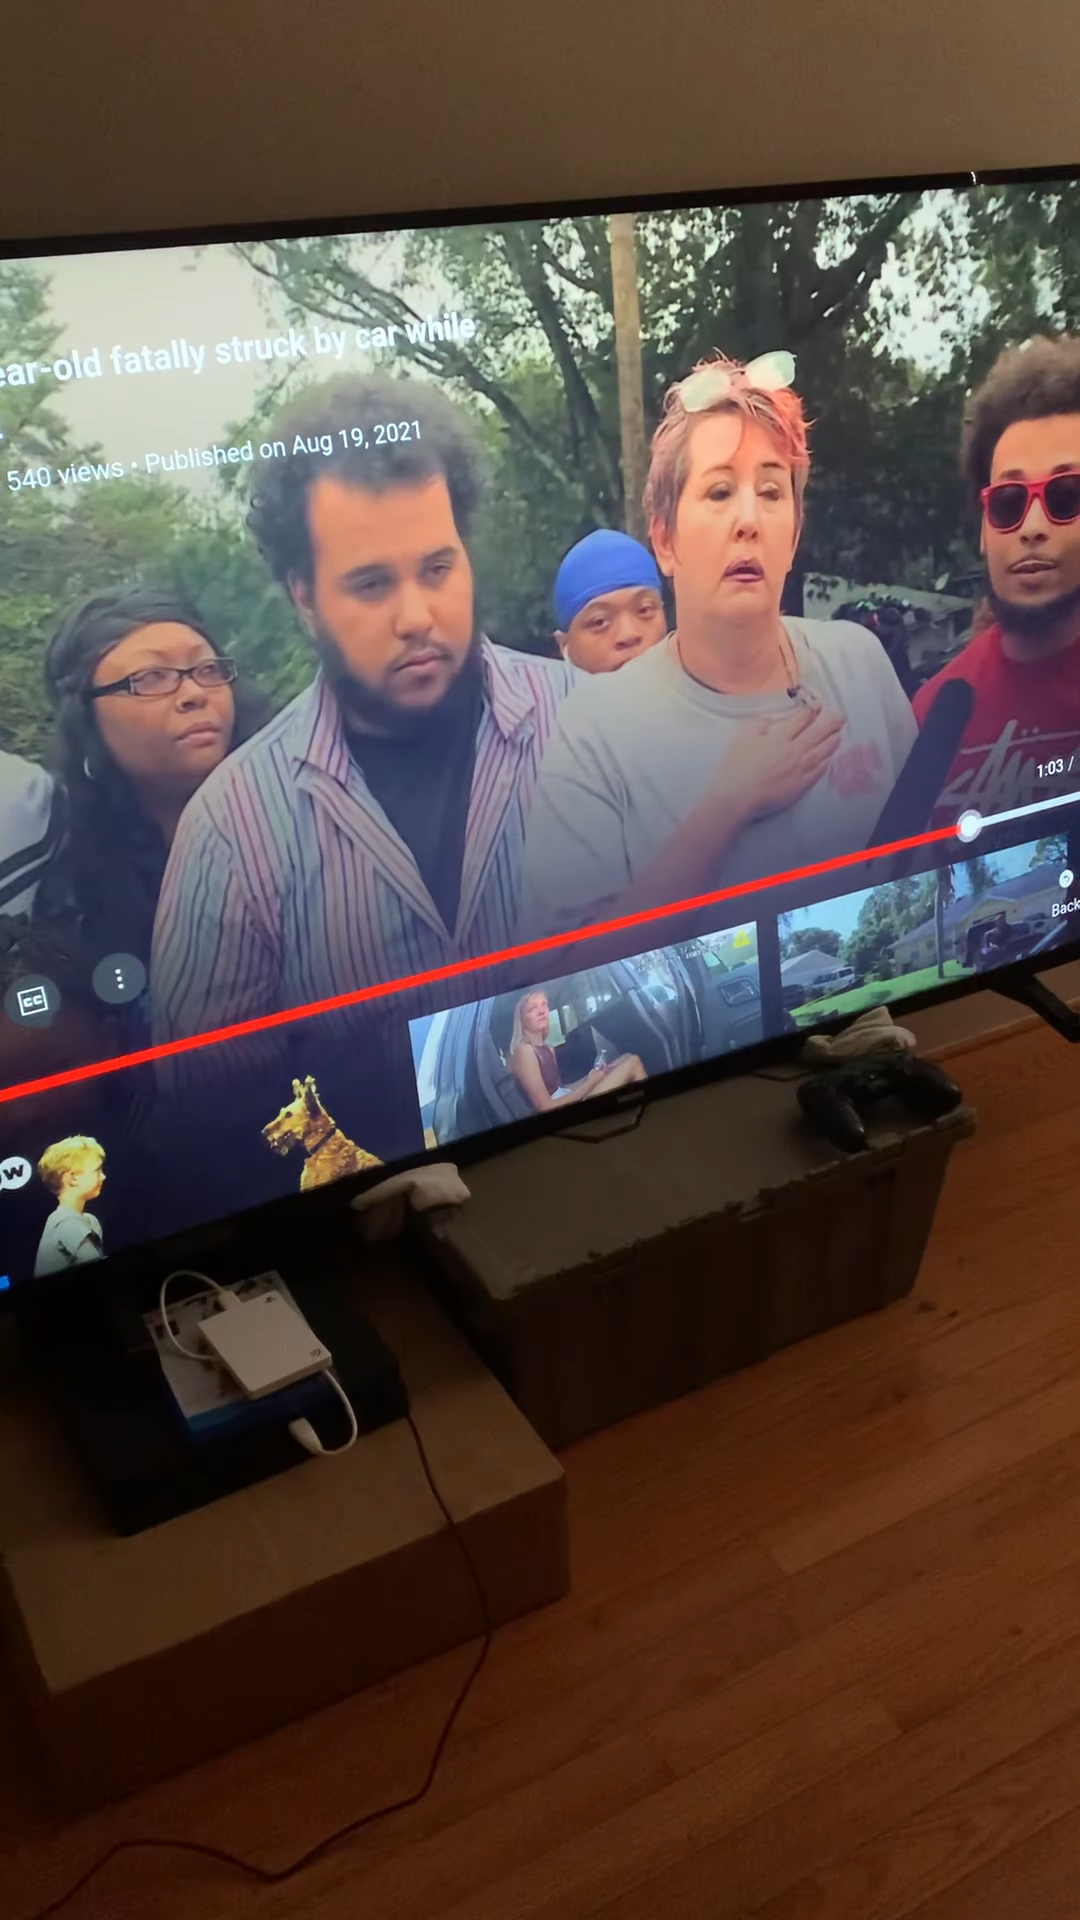 ear-old fatally struck by car while
540 views • Published on Aug 19, 2021
1:03 /
Back
CC
W